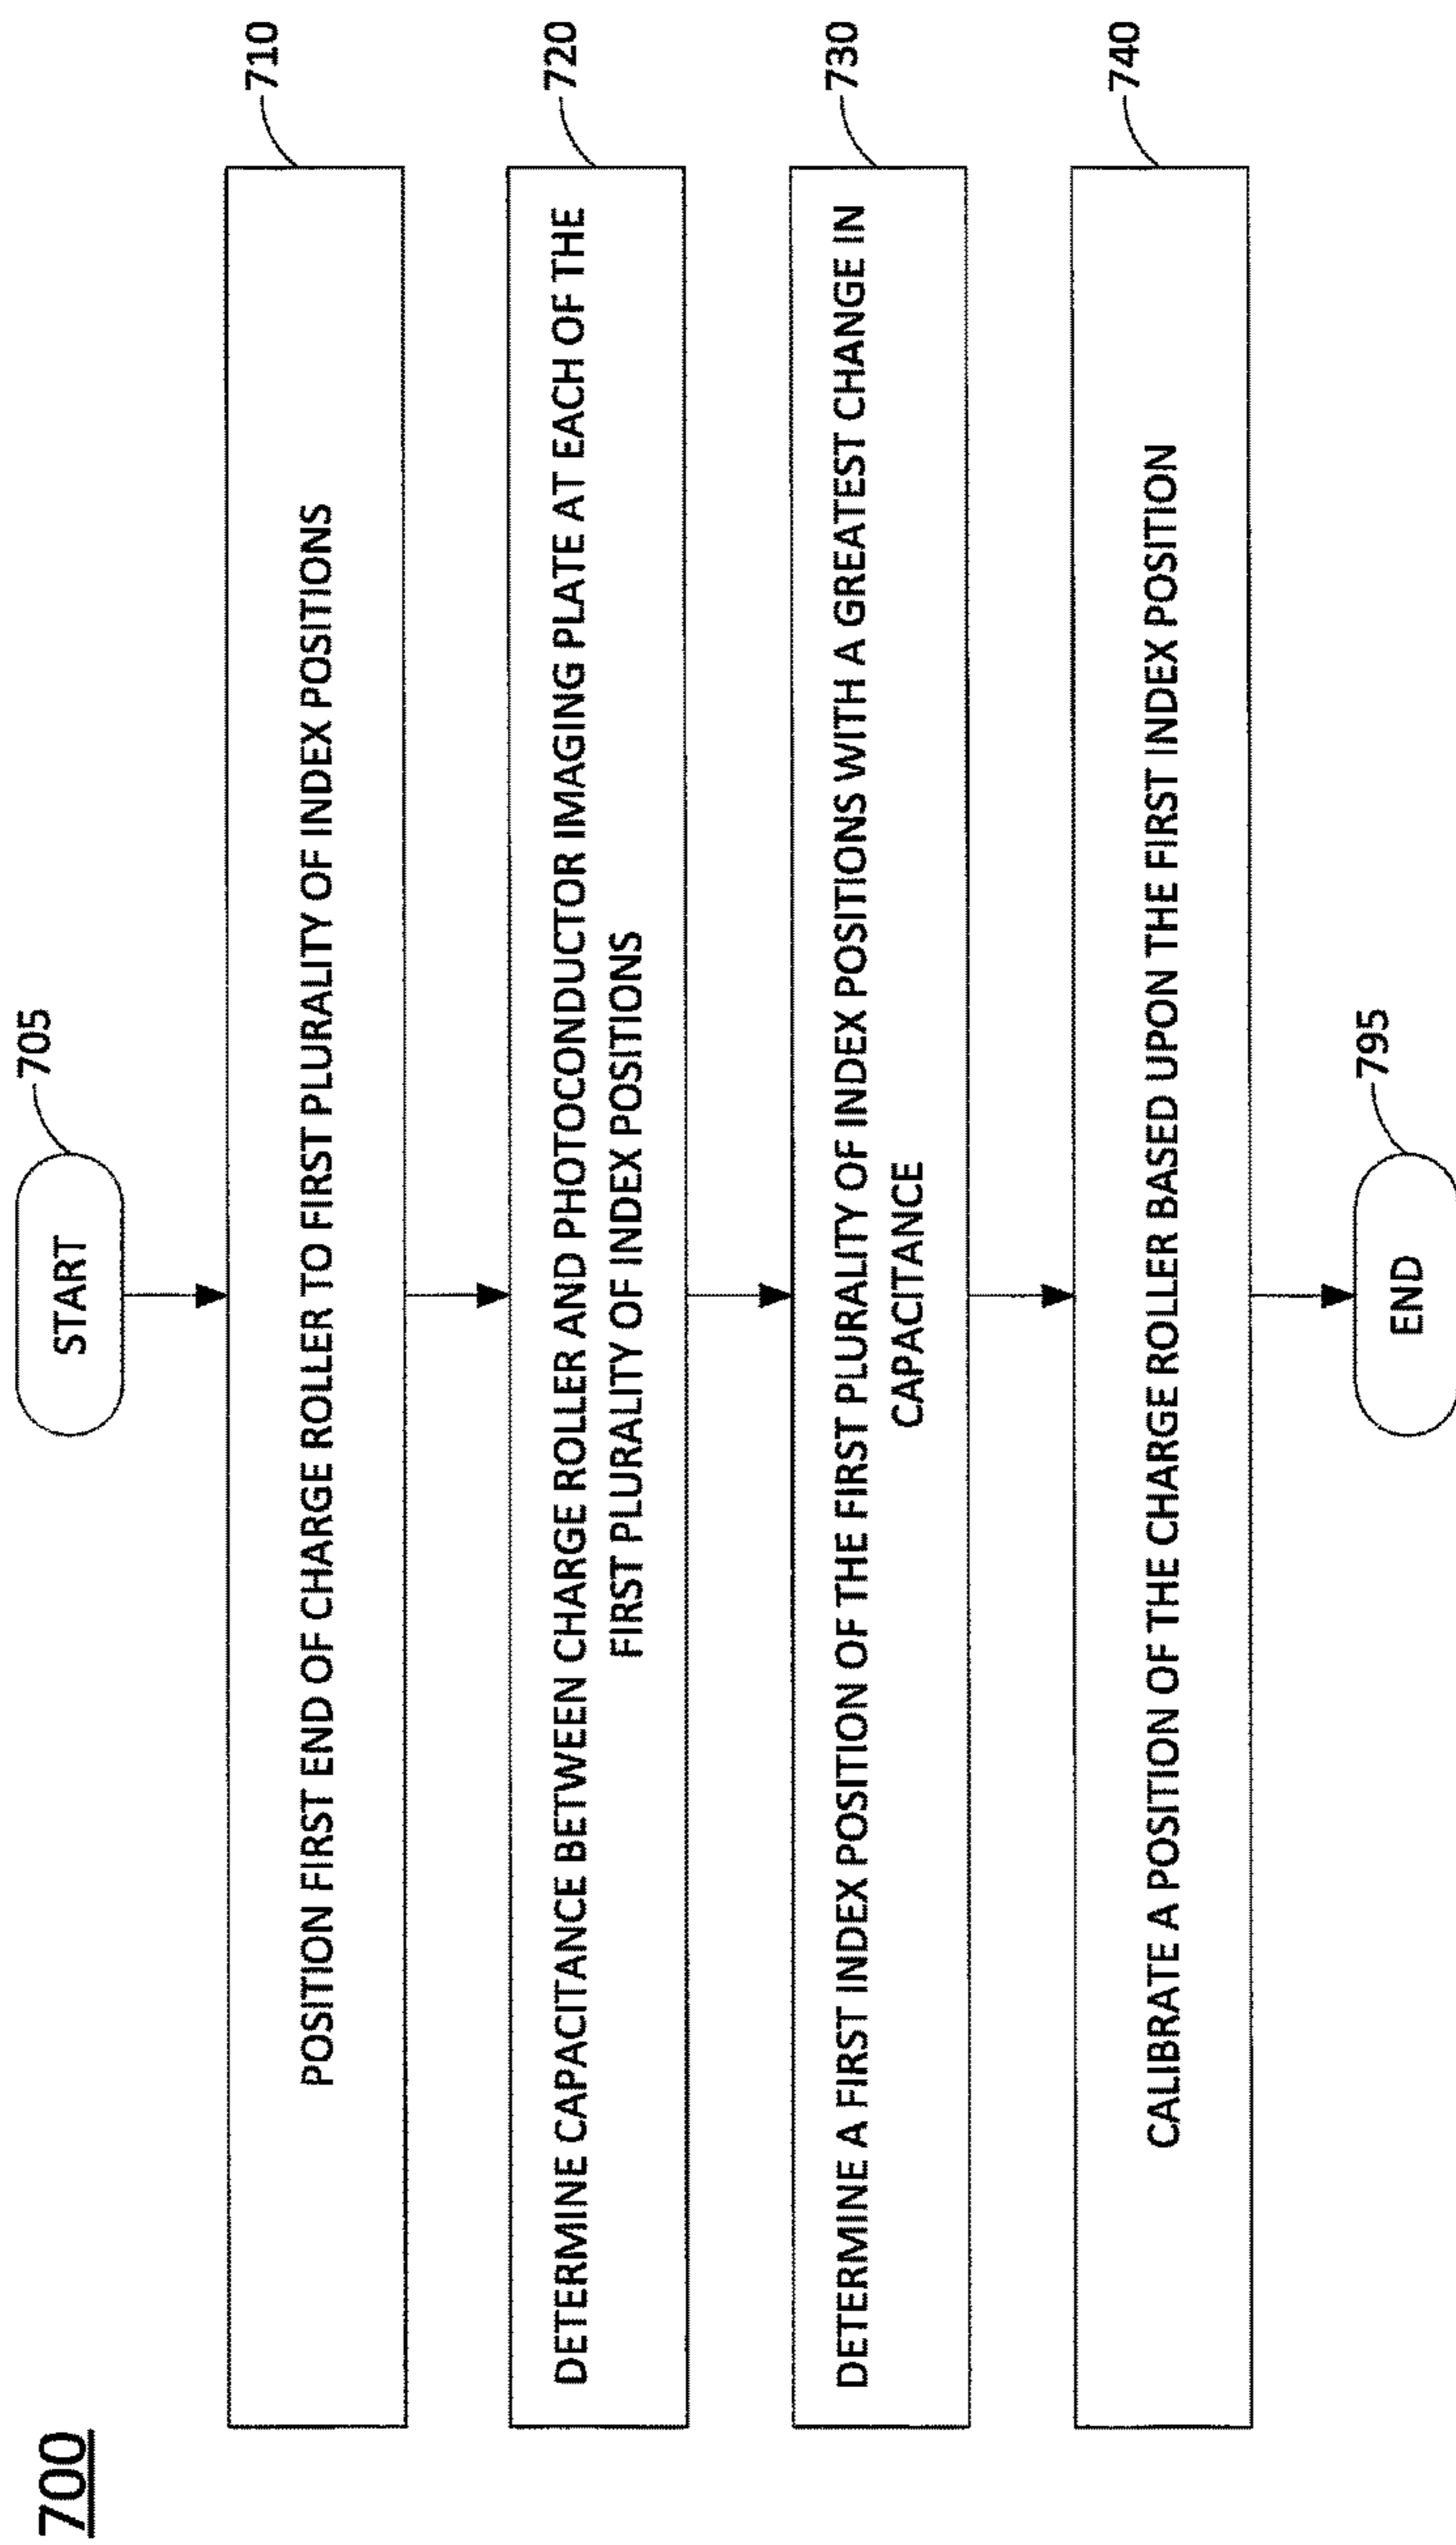 700
START
705
POSITION FIRST END OF CHARGE ROLLER TO FIRST PLURALITY OF INDEX POSITIONS
710
DETERMINE CAPACITANCE BETWEEN CHARGE ROLLER AND PHOTOCONDUCTOR IMAGING PLATE AT EACH OF THE
FIRST PLURALITY OF INDEX POSITIONS
720
DETERMINE A FIRST INDEX POSITION OF THE FIRST PLURALITY OF INDEX POSITIONS WITH A GREATEST CHANGE IN
CAPACITANCE
730
CALIBRATE A POSITION OF THE CHARGE ROLLER BASED UPON THE FIRST INDEX POSITION
740
END
795